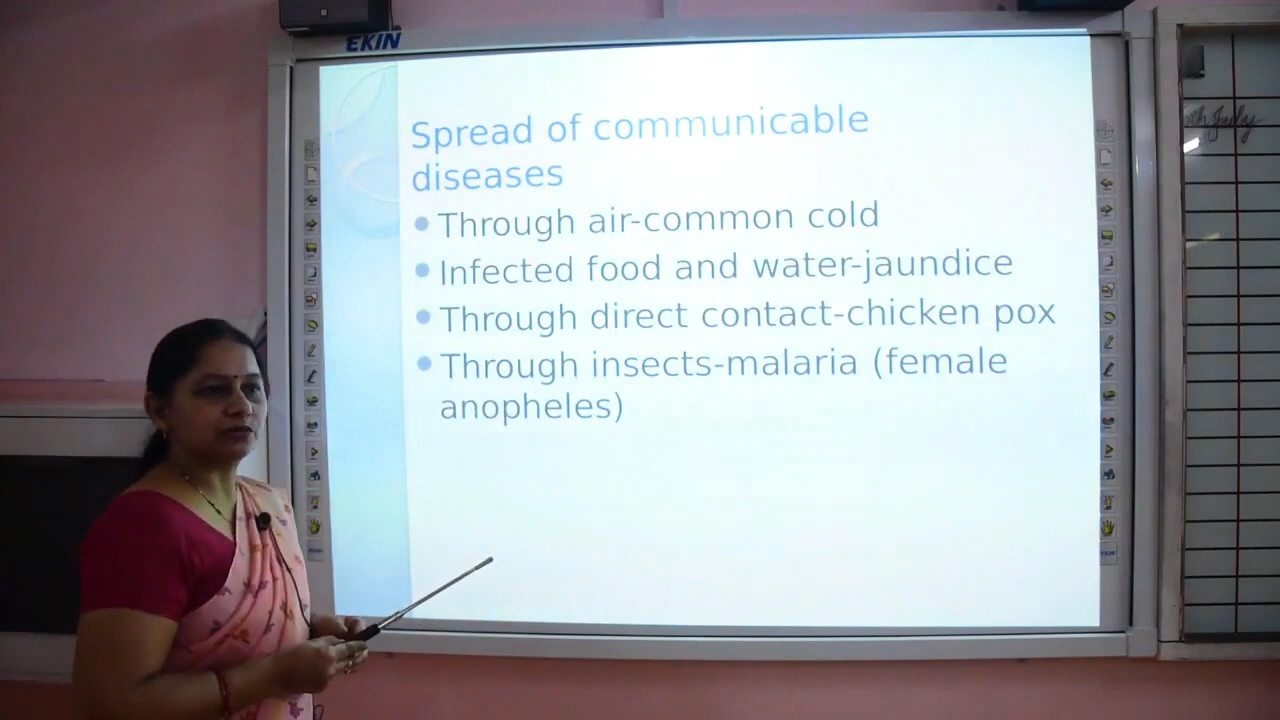 EKIN
Spread of communicable
diseases
• Through air-common cold
• Infected food and water-jaundice
• Through direct contact-chicken pox
• Through insects-malaria (female
anopheles)